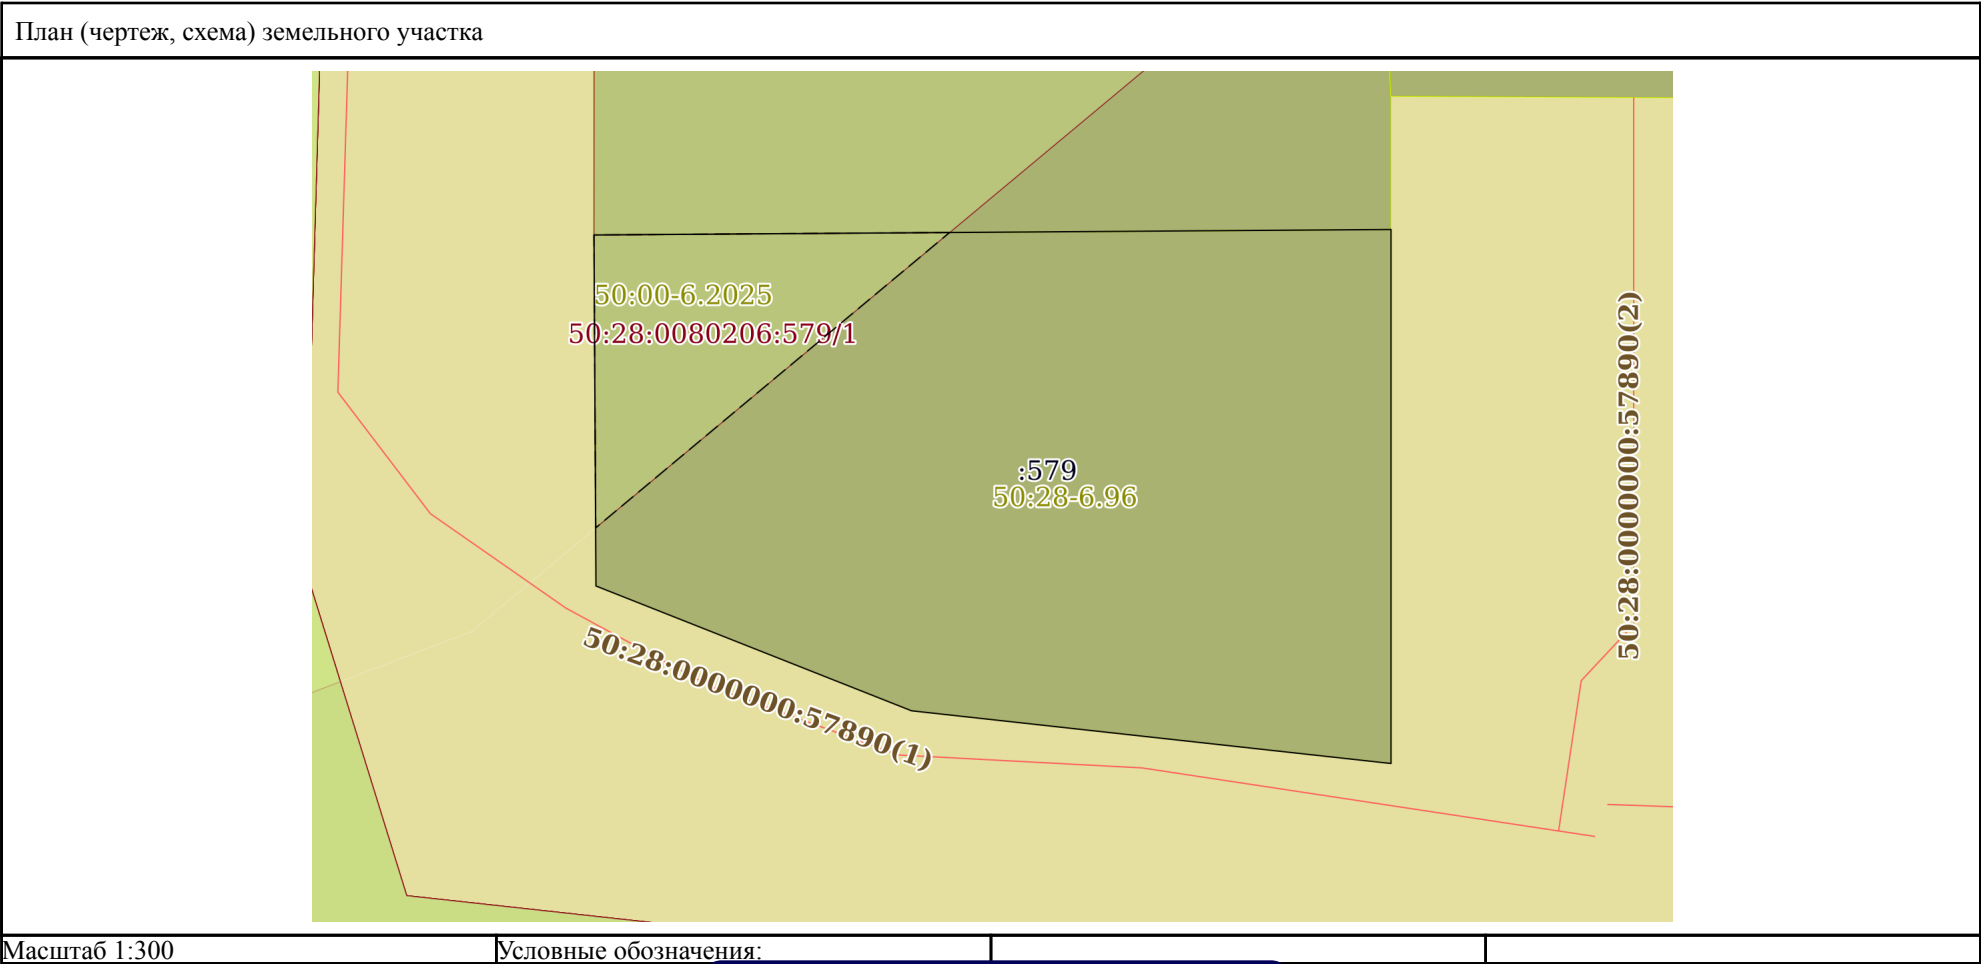 План (чертеж, схема) земельного участка
50:00-6.2025
50:28:0080206:579/1
:579
50:28-6.96
50:28:0000000:57890(2)
50:28:0000000:57890(1)
Масштаб 1:300
Условные обозначения: